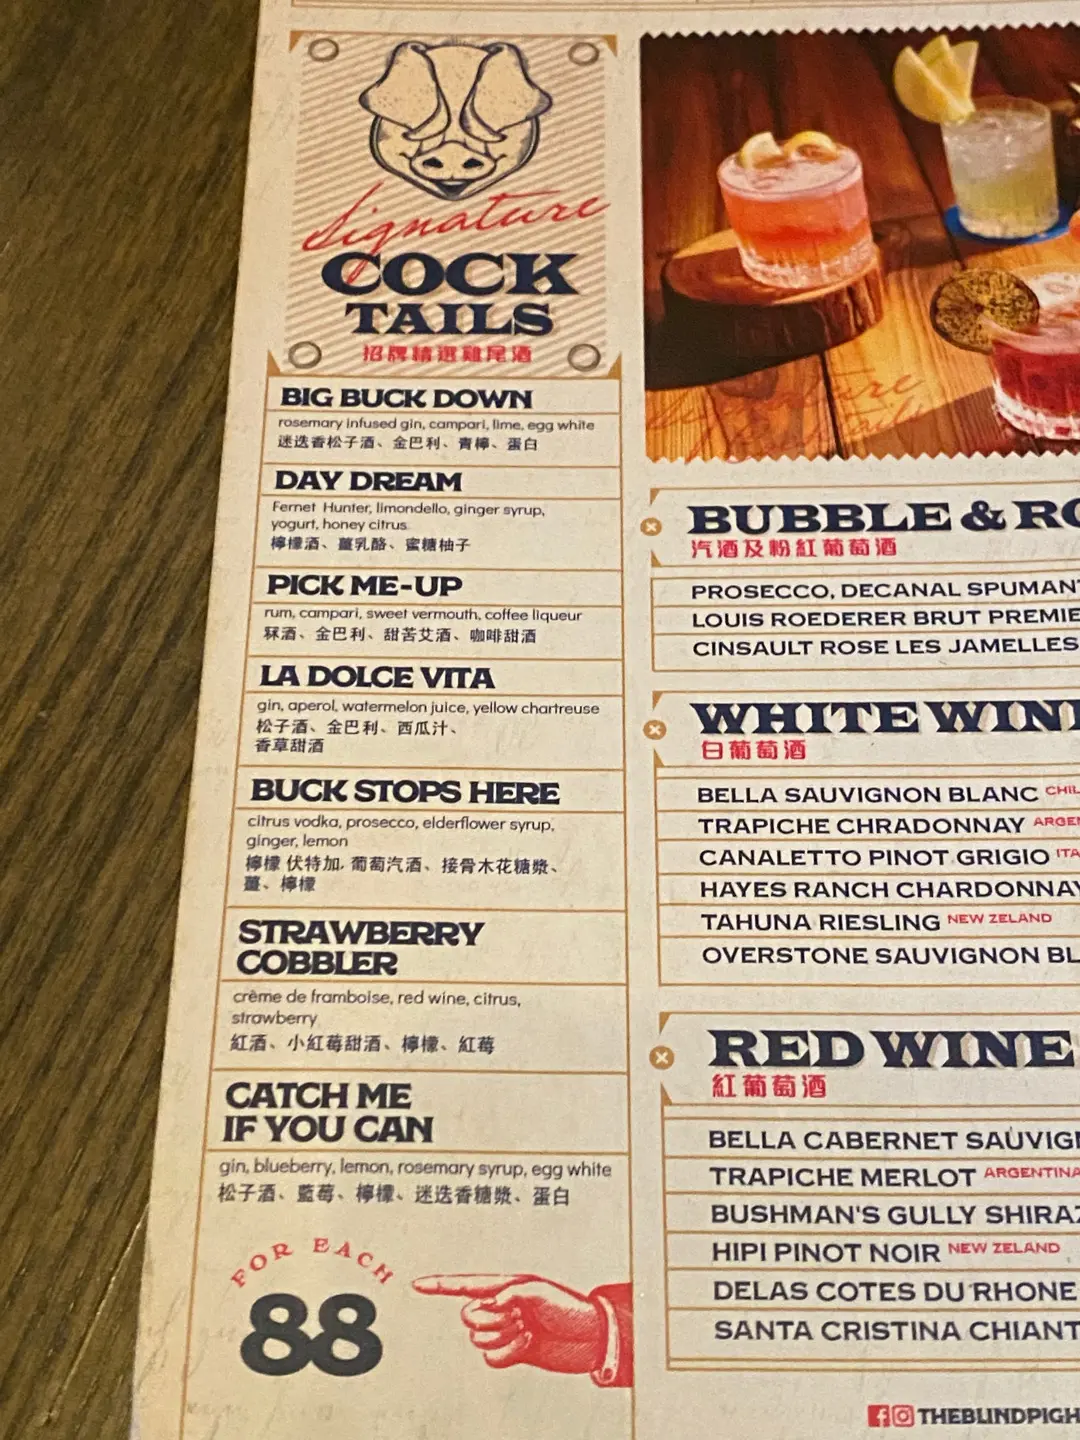 Signature
COCK
TAILS
招牌精選雞尾酒
BIG BUCK DOWN
rosemary infused gin, campari, lime, egg white
迷迭香松子酒、金巴利、青檸、蛋白
DAY DREAM
Fernet Hunter, limondello, ginger syrup,
yogurt, honey citrus
檸檬酒、薑乳酪、蜜糖柚子
PICK ME-UP
rum, campari, sweet vermouth, coffee liqueur
冧酒、金巴利、甜苦艾酒、咖啡甜酒
LA DOLCE VITA
gin, aperol, watermelon juice, yellow chartreuse
松子酒、金巴利、西瓜汁、
香草甜酒
BUCK STOPS HERE
citrus vodka, prosecco, elderflower syrup,
ginger, lemon
檸檬 伏特加, 葡萄汽酒、接骨木花糖漿、
薑、檸檬
STRAWBERRY
COBBLER
crème de framboise, red wine, citrus,
strawberry
紅酒、小紅莓甜酒、檸檬、紅莓
CATCH ME
IF YOU CAN
gin, blueberry, lemon, rosemary syrup, egg white
松子酒、藍莓、檸檬、迷迭香糖漿、蛋白
FOR EACH
88
Signature
BUBBLE & RO
汽酒及粉紅葡萄酒
PROSECCO, DECANAL SPUMAN
LOUIS ROEDERER BRUT PREMIE
CINSAULT ROSE LES JAMELLES
WHITE WIN
白葡萄酒
BELLA SAUVIGNON BLANC CHIL
TRAPICHE CHRADONNAY ARGE
CANALETTO PINOT GRIGIO ITA
HAYES RANCH CHARDONNAY
TAHUNA RIESLING NEW ZELAND
OVERSTONE SAUVIGNON BL
RED WINE
紅葡萄酒
BELLA CABERNET SAUVIG
TRAPICHE MERLOT ARGENTINA
BUSHMAN'S GULLY SHIRAZ
HIPI PINOT NOIR NEW ZELAND
DELAS COTES DU RHONE
SANTA CRISTINA CHIANT
THEBLINDPIGH